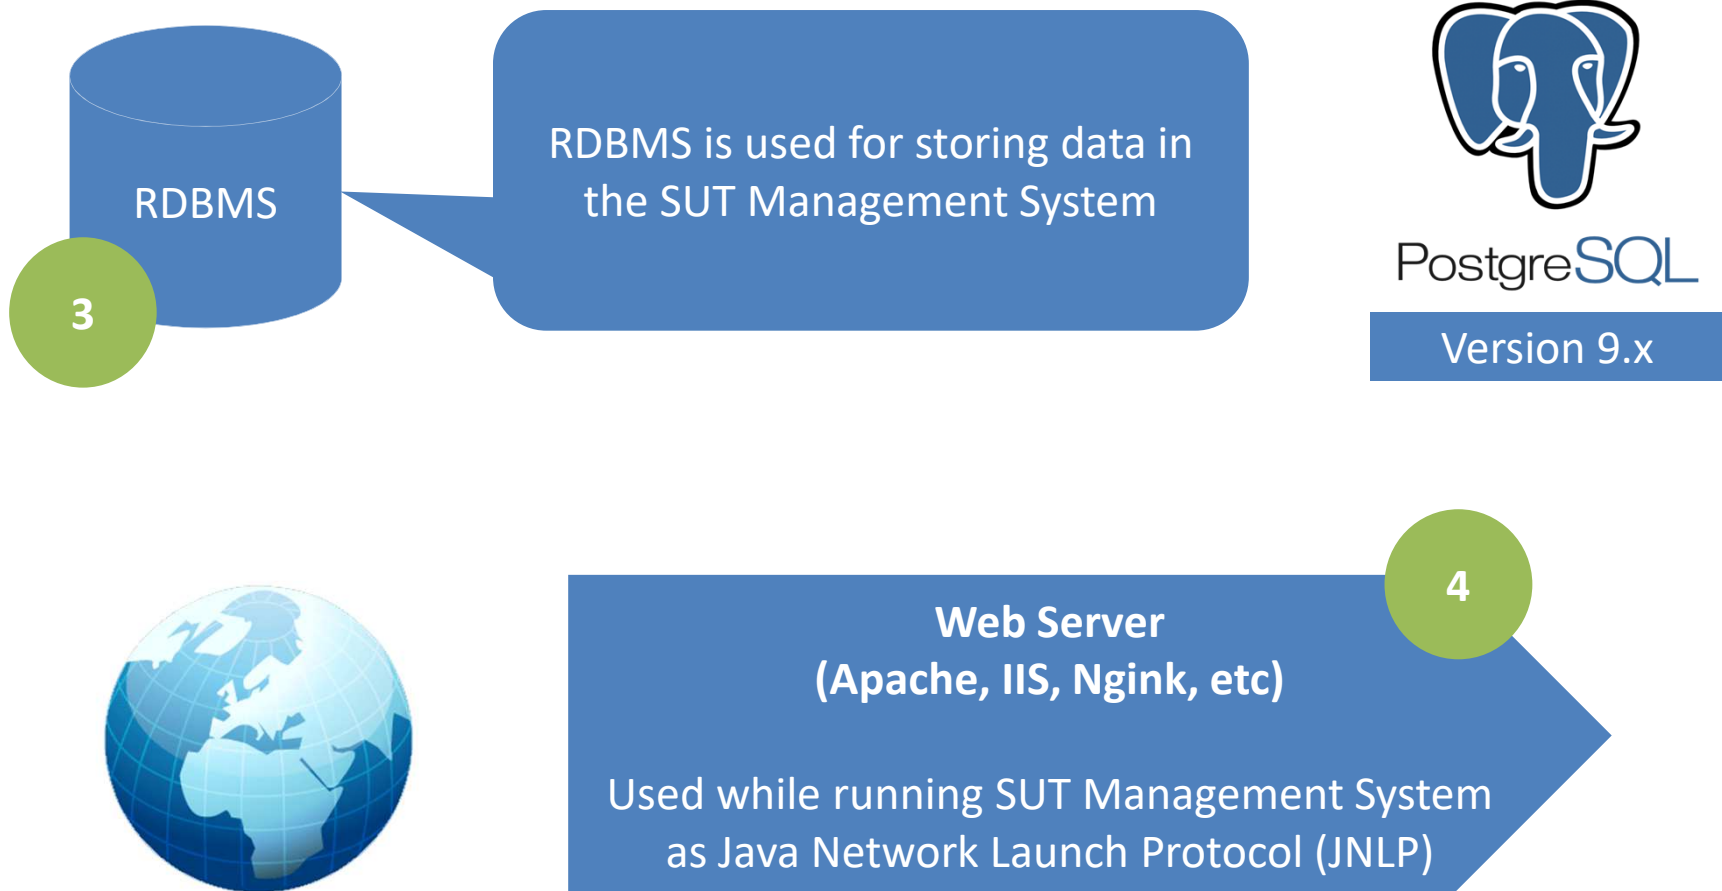 RDBMS
3
RDBMS is used for storing data in
the SUT Management System
PostgreSQL
Version 9.x
4
Web Server
(Apache, IIS, Ngink, etc)
Used while running SUT Management System
as Java Network Launch Protocol (JNLP)